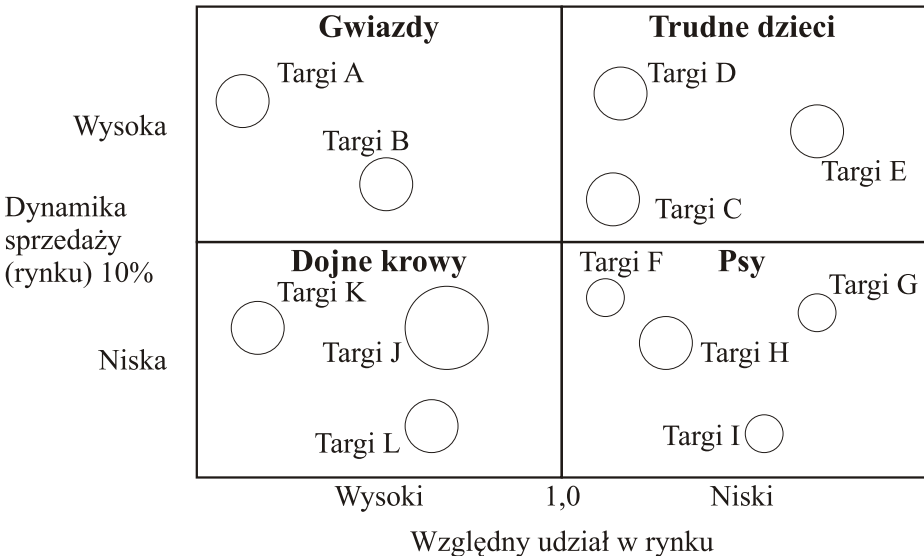 Gwiazdy
Trudne dzieci
Targi A
Targi D
Wysoka
Targi B
Targi E
Dynamika
sprzedaży
(rynku) 10%
Targi C
Dojne krowy
Targi F
Psy
Targi K
Targi G
Targi J
Targi H
Niska
Targi L
Targi I
Wysoki
1,0
Niski
Względny udział w rynku